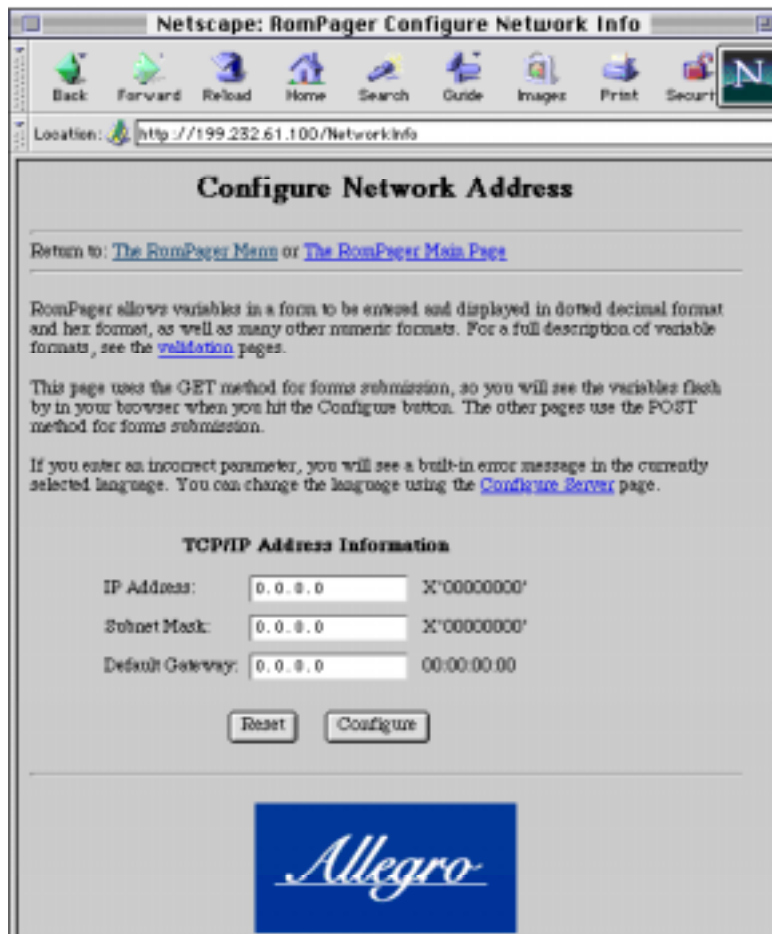 Netscape: RomPager Configure Network Info
Back Forward Reload Home Search Guide Images Print Securit
N
Location: http://199.232.61.100/NetworkInfo
Configure Network Address
Return to: The RomPager Menu or The RomPager Main Page
RomPager allows variables in a form to be entered and displayed in dotted decimal format
and hex format, as well as many other numeric formats. For a full description of variable
formats, see the validation pages.
This page uses the GET method for forms submission, so you will see the variables flash
by in your browser when you hit the Configure button. The other pages use the POST
method for forms submission.
If you enter an incorrect parameter, you will see a built-in error message in the currently
selected language. You can change the language using the Configure Server page.
TCP/IP Address Information
IP Address: 0.0.0.0 X'00000000'
Subnet Mask: 0.0.0.0 X'00000000'
Default Gateway: 0.0.0.0 00:00:00:00
Reset Configure
Allegro